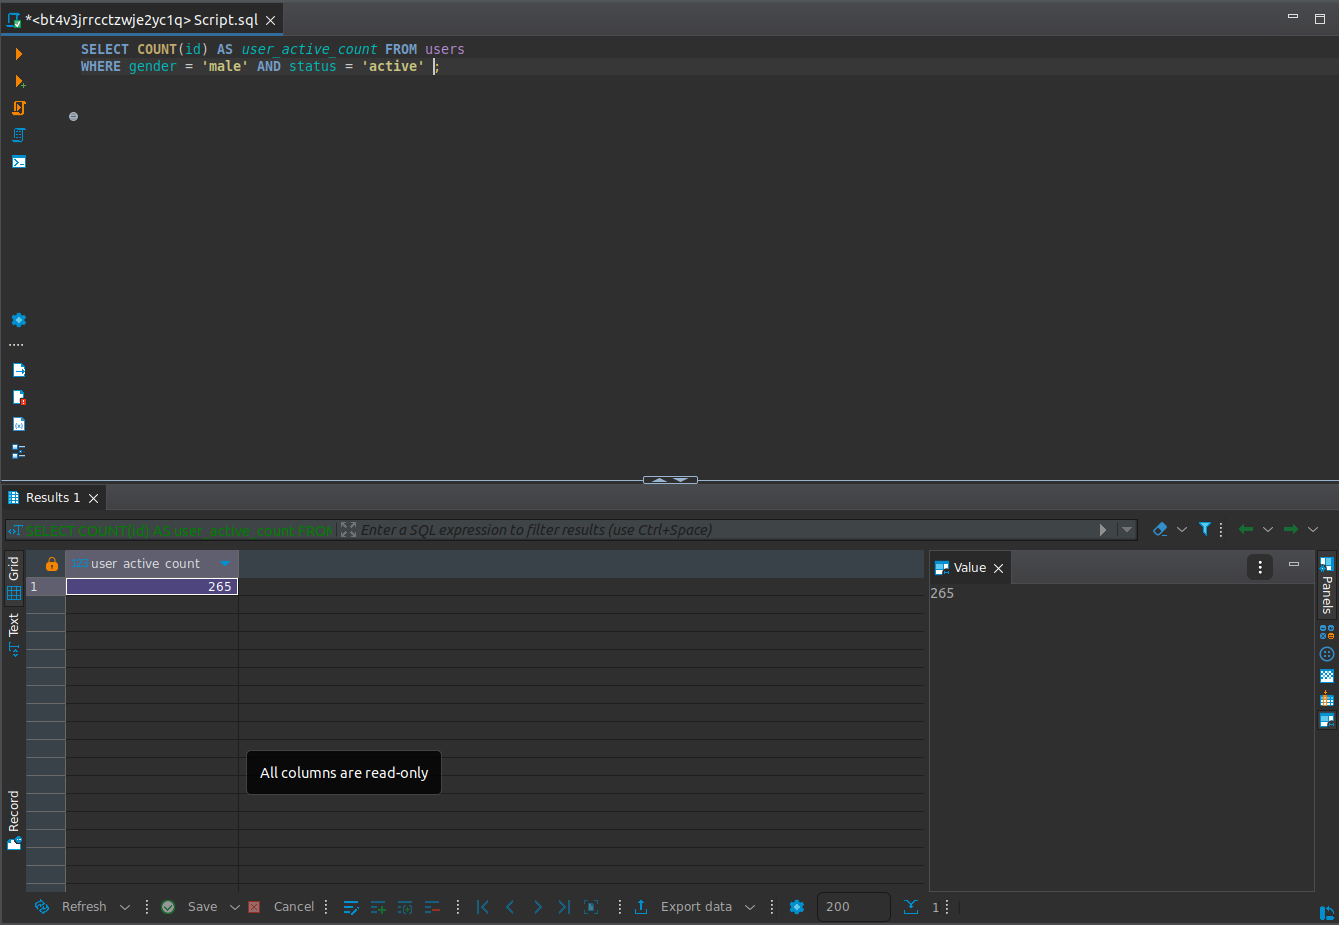 *<bt4v3jrrcctzwje2yc1q> Script.sql
SELECT COUNT(id) AS user_active_count FROM users
WHERE gender = 'male' AND status = 'active' ;
Results 1
SELECT COUNT(id) AS user_active_count FROM
Enter a SQL expression to filter results (use Ctrl+Space)
Grid
Text
Record
123 user_active_count
1 265
All columns are read-only
Value
265
Panels
Refresh
Save
Cancel
Export data
200
1